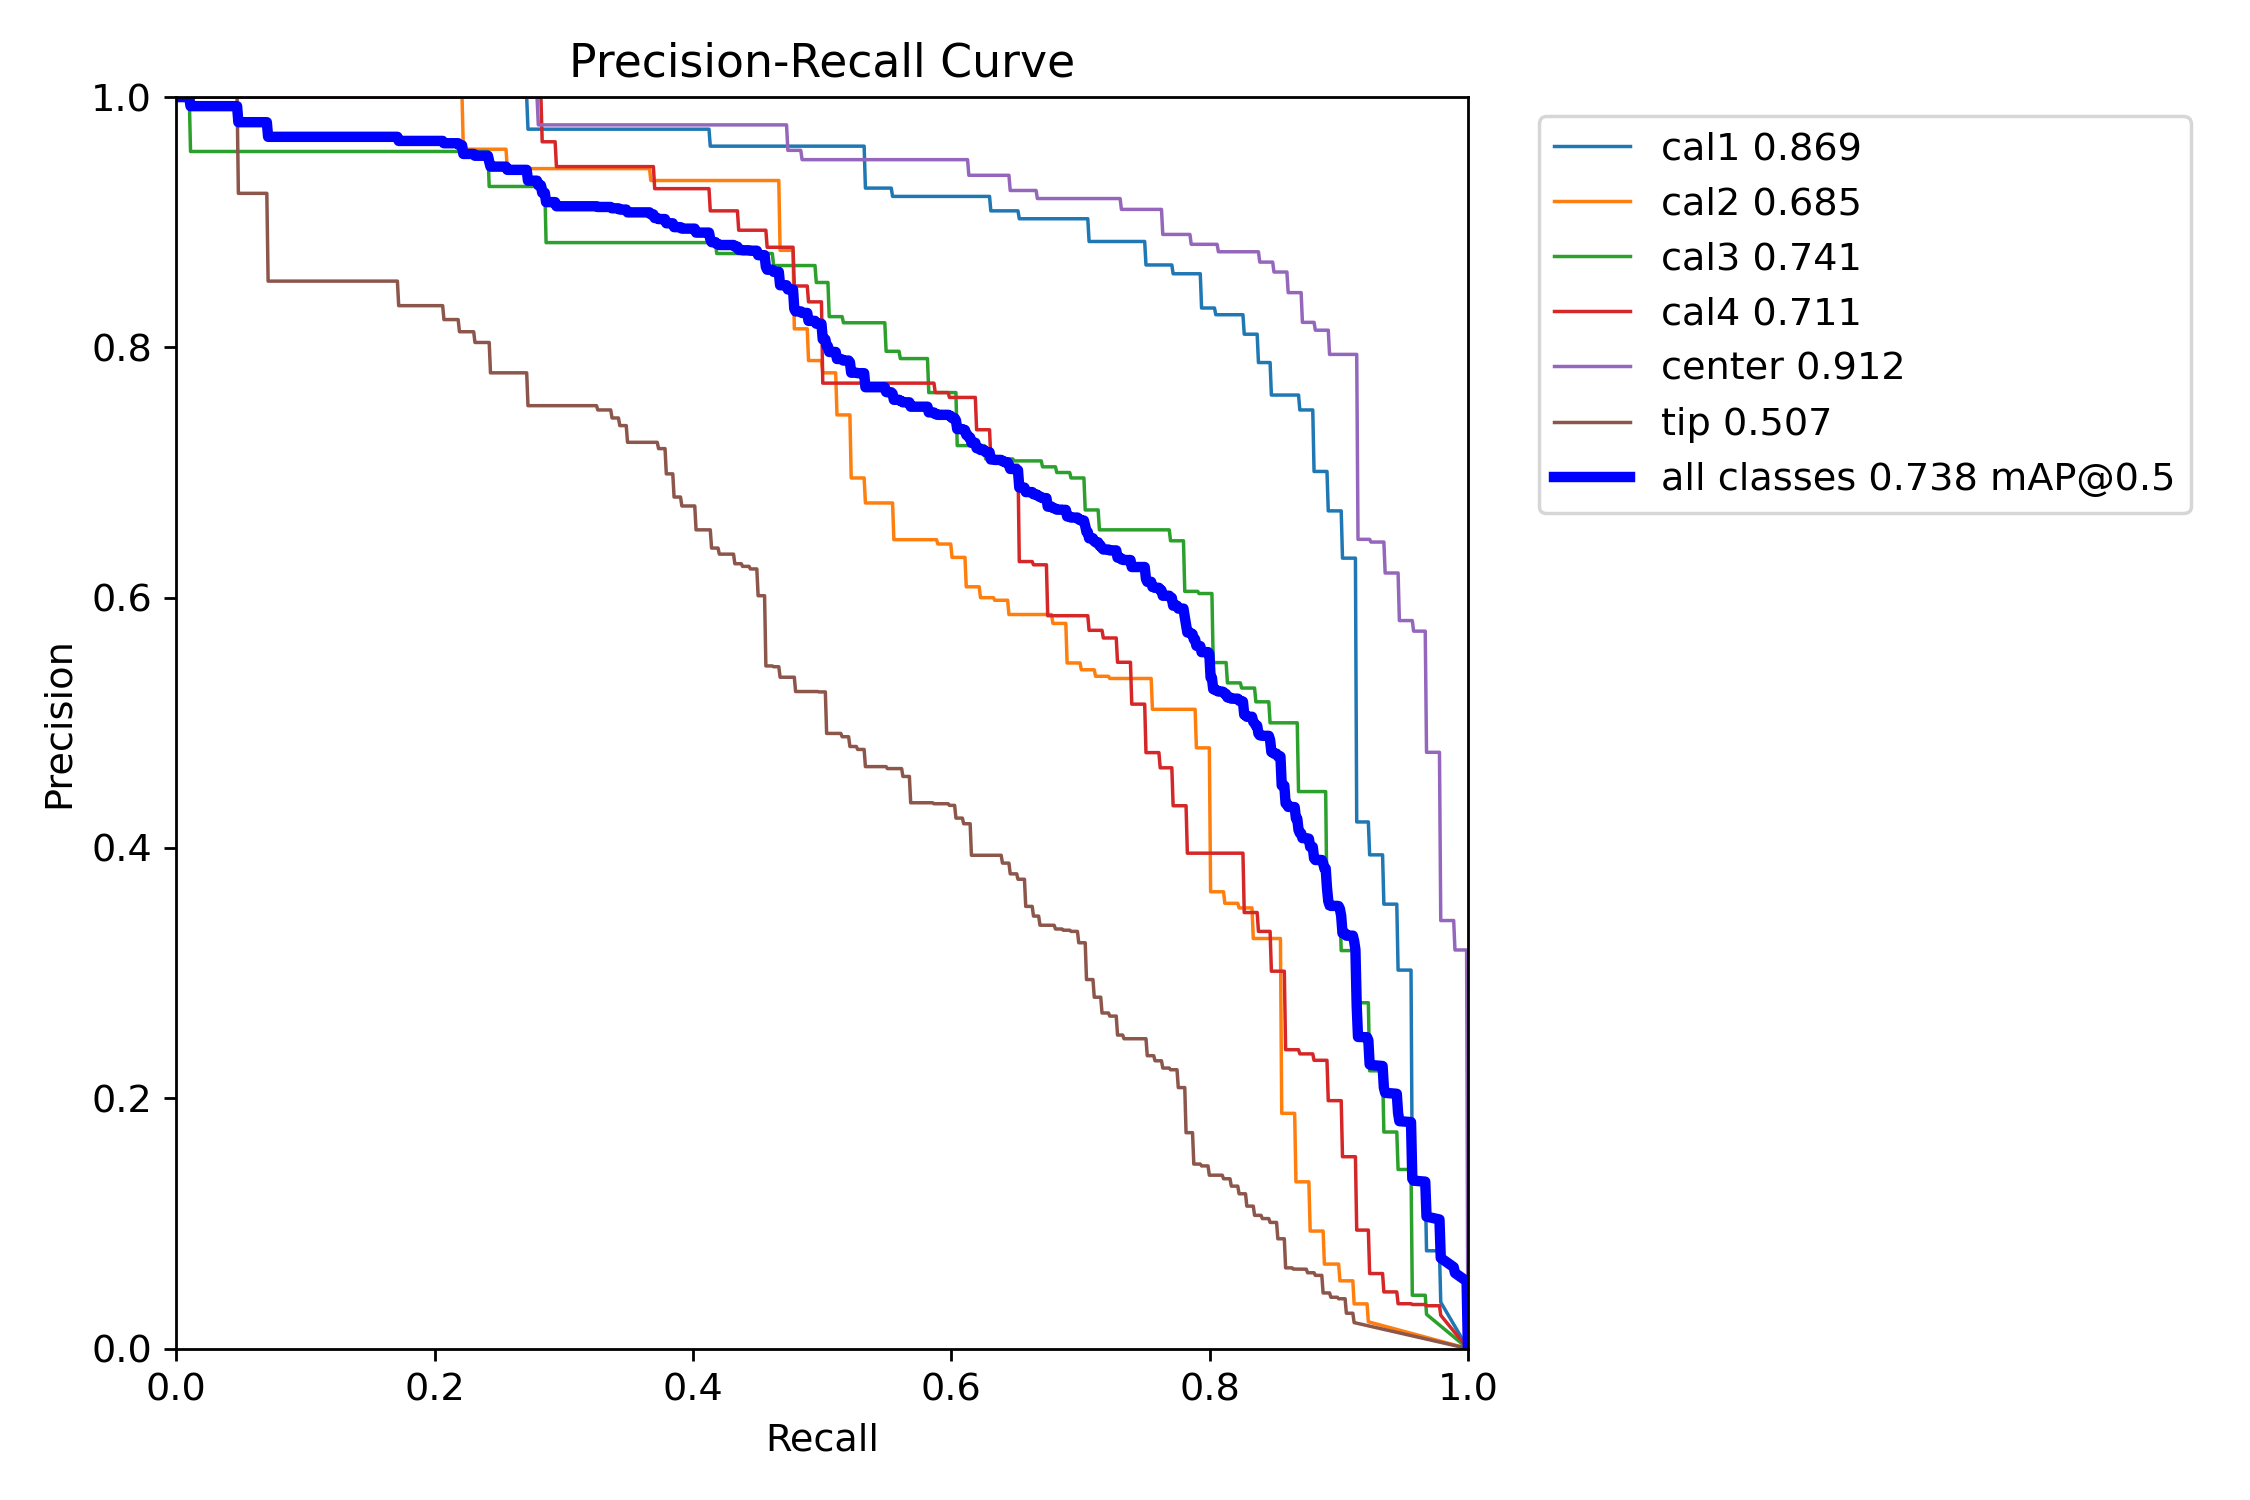 Precision-Recall Curve
1.0
0.8
0.6
0.4
0.2
0.0
Precision
0.0 0.2 0.4 0.6 0.8 1.0
Recall
cal1 0.869
cal2 0.685
cal3 0.741
cal4 0.711
center 0.912
tip 0.507
all classes 0.738 mAP@0.5